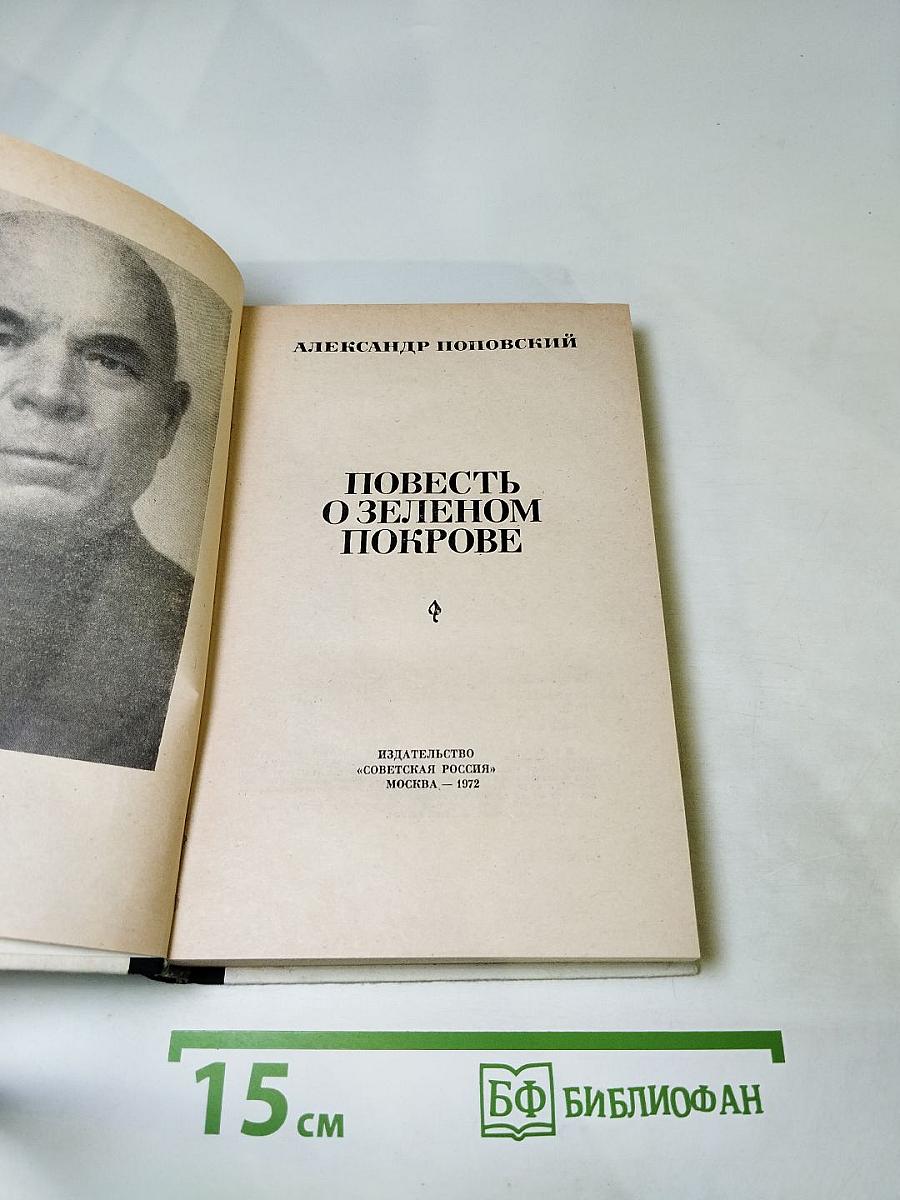 АЛЕКСАНДР ПОПОВСКИЙ
ПОВЕСТЬ
О ЗЕЛЕНОМ
ПОКРОВЕ
ИЗДАТЕЛЬСТВО
«СОВЕТСКАЯ РОССИЯ»
МОСКВА — 1972
15 см
БФ БИБЛИОФАН